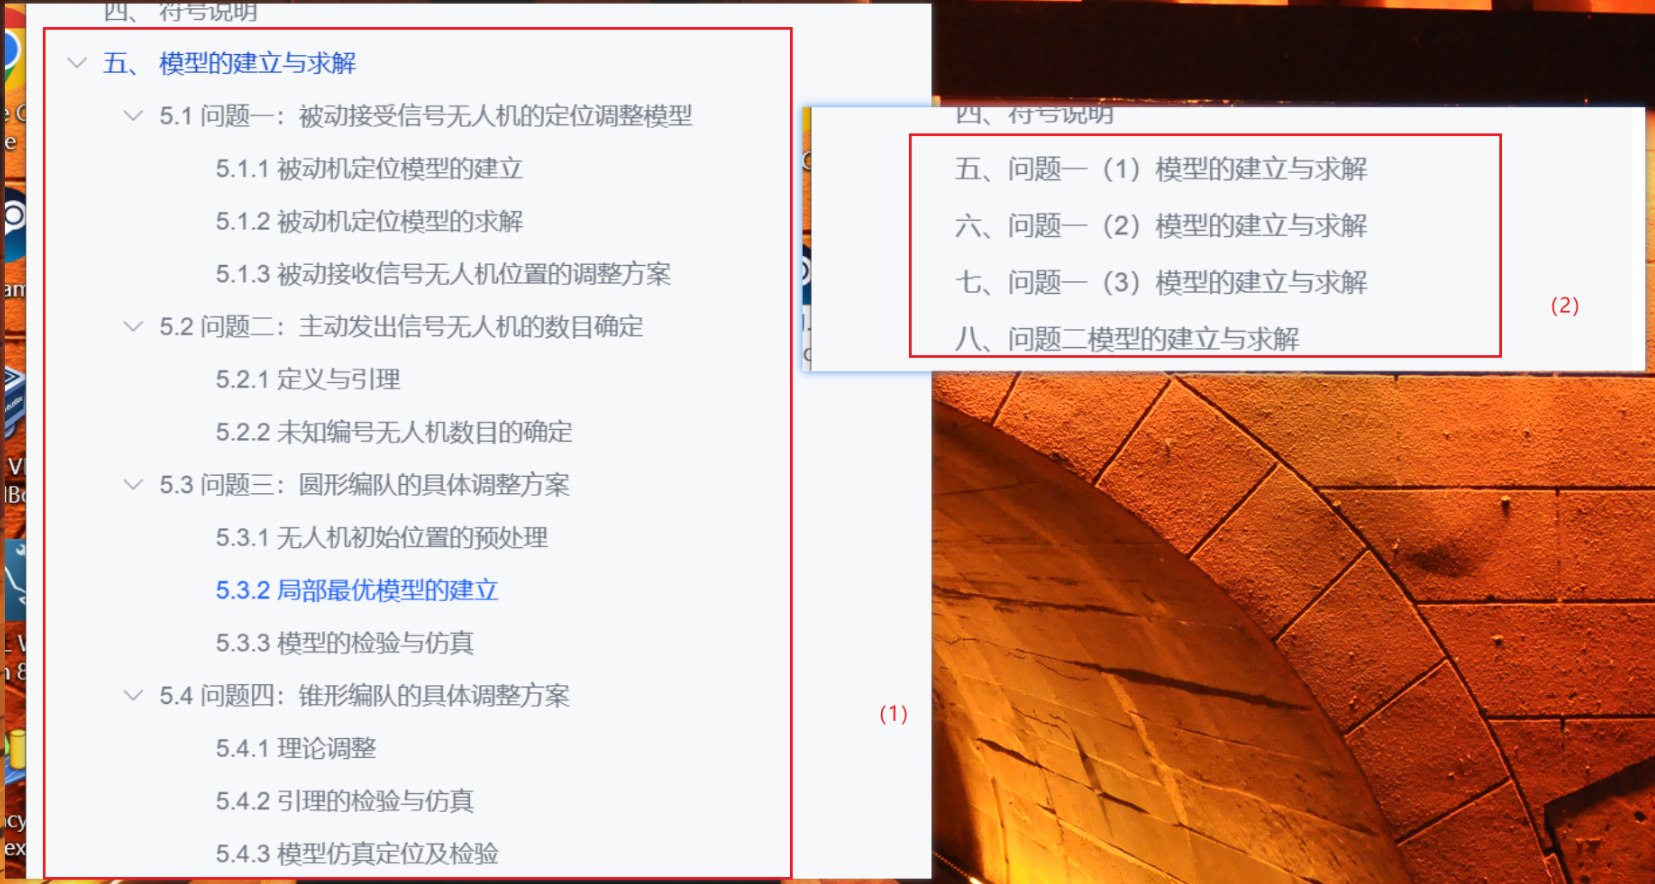 四、 符号说明
五、 模型的建立与求解
5.1 问题一：被动接受信号无人机的定位调整模型
5.1.1 被动机定位模型的建立
5.1.2 被动机定位模型的求解
5.1.3 被动接收信号无人机位置的调整方案
5.2 问题二：主动发出信号无人机的数目确定
5.2.1 定义与引理
5.2.2 未知编号无人机数目的确定
5.3 问题三：圆形编队的具体调整方案
5.3.1 无人机初始位置的预处理
5.3.2 局部最优模型的建立
5.3.3 模型的检验与仿真
5.4 问题四：锥形编队的具体调整方案
5.4.1 理论调整
5.4.2 引理的检验与仿真
5.4.3 模型仿真定位及检验
（1）
四、符号说明
五、问题一（1）模型的建立与求解
六、问题一（2）模型的建立与求解
七、问题一（3）模型的建立与求解
八、问题二模型的建立与求解
（2）